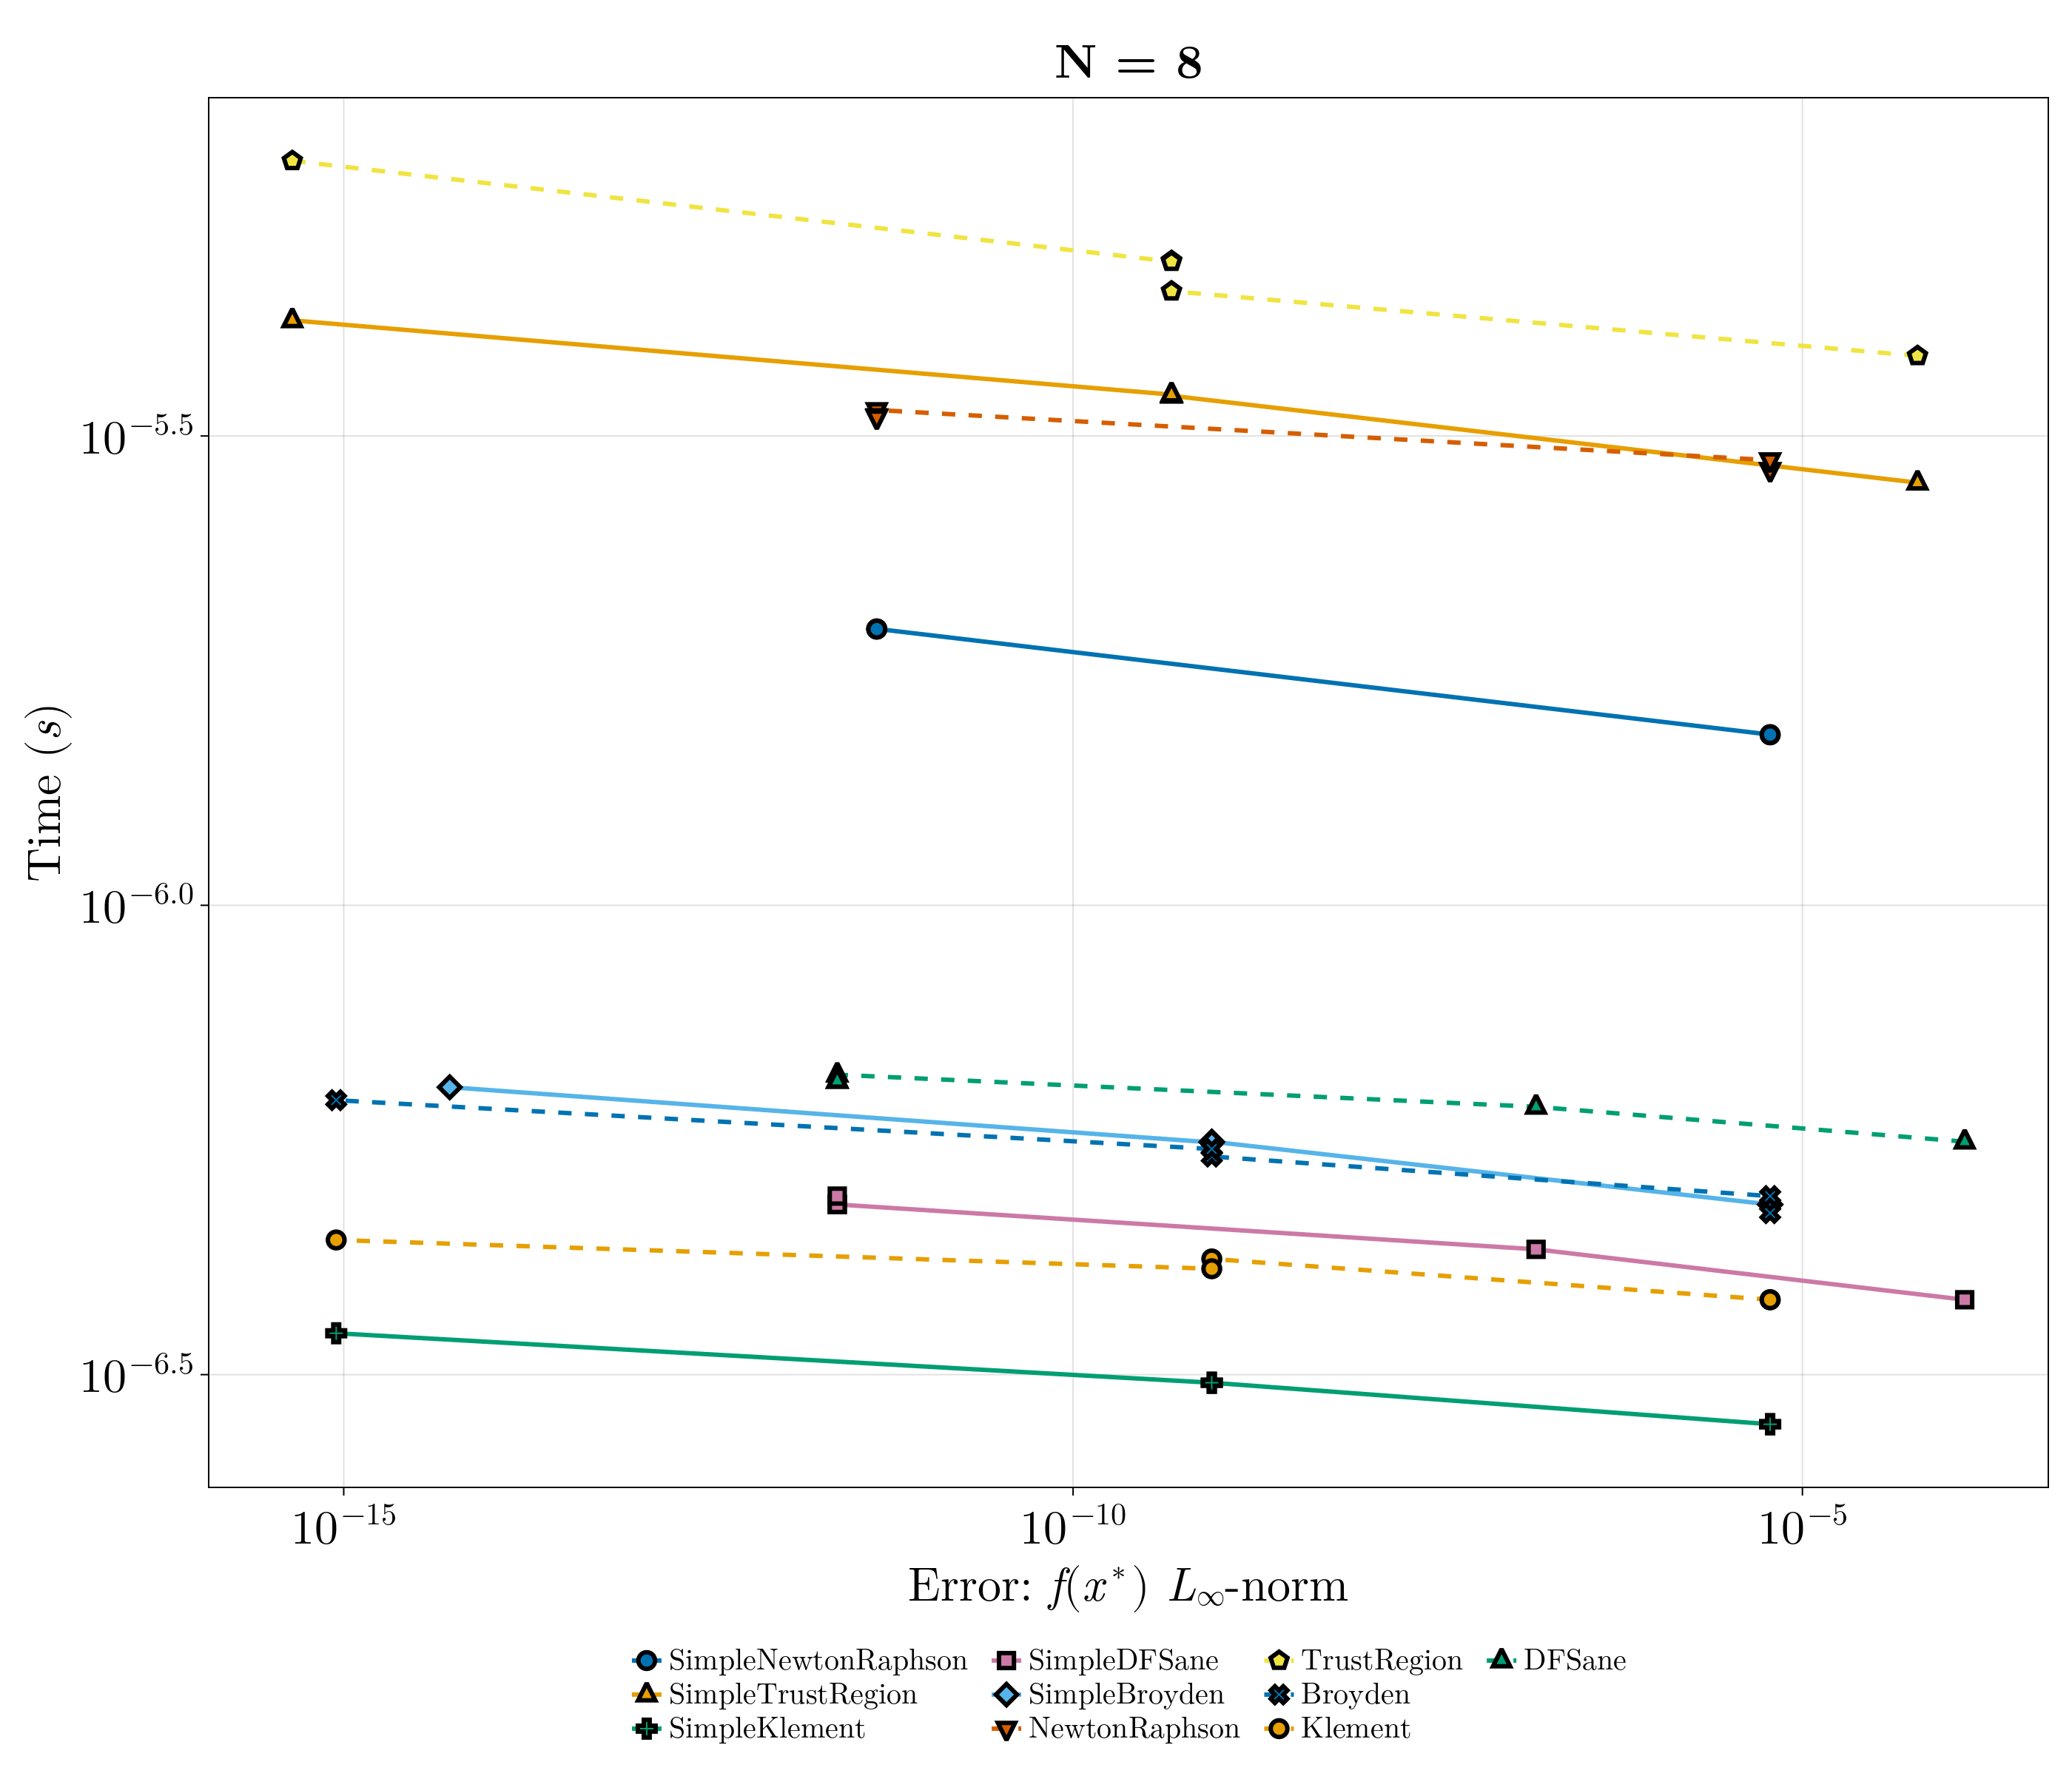 N = 8
Time (s)
10^{-5.5}
10^{-6.0}
10^{-6.5}
10^{-15}
10^{-10}
10^{-5}
Error: f(x*) L∞-norm
SimpleNewtonRaphson
SimpleTrustRegion
SimpleKlement
SimpleDFSane
SimpleBroyden
NewtonRaphson
TrustRegion
Broyden
Klement
DFSane